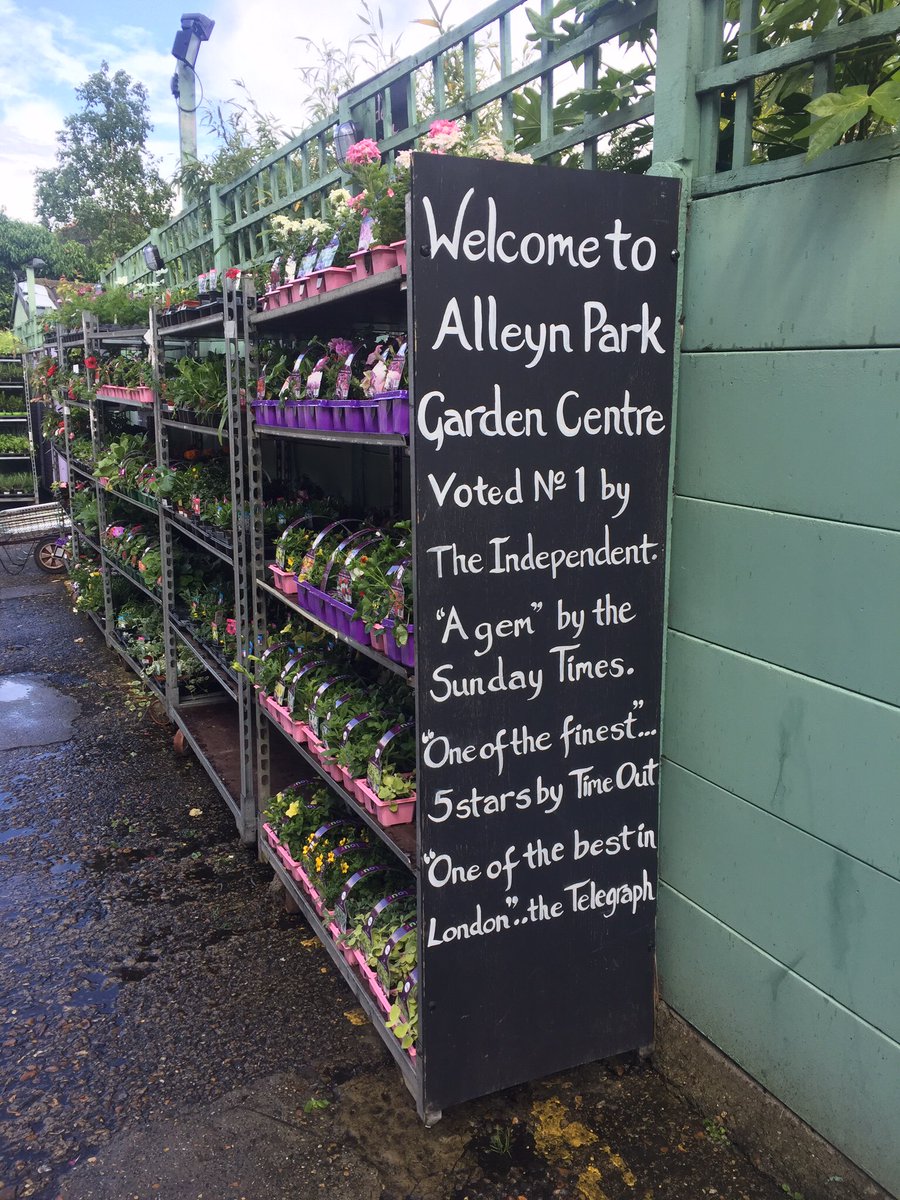 Welcome to
Alleyn Park
Garden Centre
Voted Nº 1 by
The Independent.
"A gem" by the
Sunday Times.
"One of the finest"...
5 stars by Time Out
"One of the best in
London"..the Telegraph